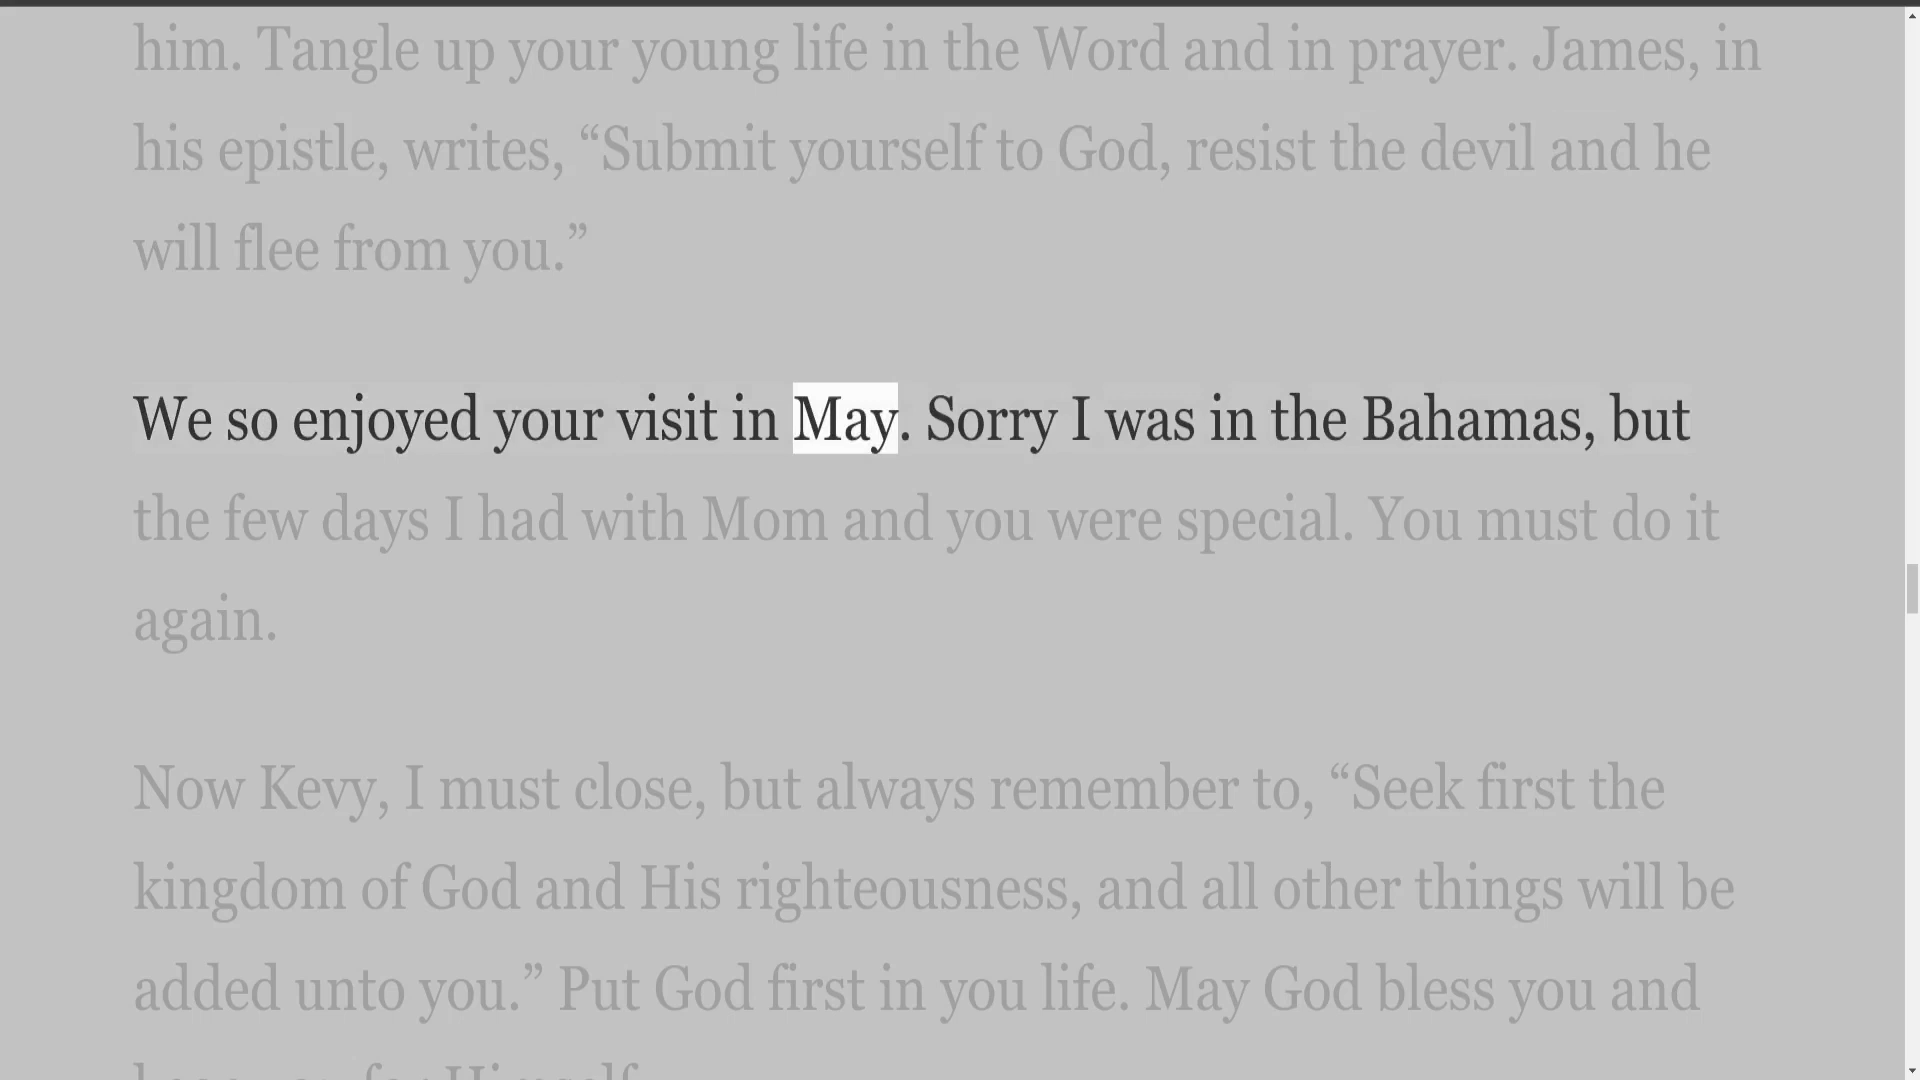 him. Tangle up your young life in the Word and in prayer. James, in
his epistle, writes, “Submit yourself to God, resist the devil and he
will flee from you.”
We so enjoyed your visit in May. Sorry I was in the Bahamas, but
the few days I had with Mom and you were special. You must do it
again.
Now Kevy, I must close, but always remember to, “Seek first the
kingdom of God and His righteousness, and all other things will be
added unto you.” Put God first in you life. May God bless you and
for Himself